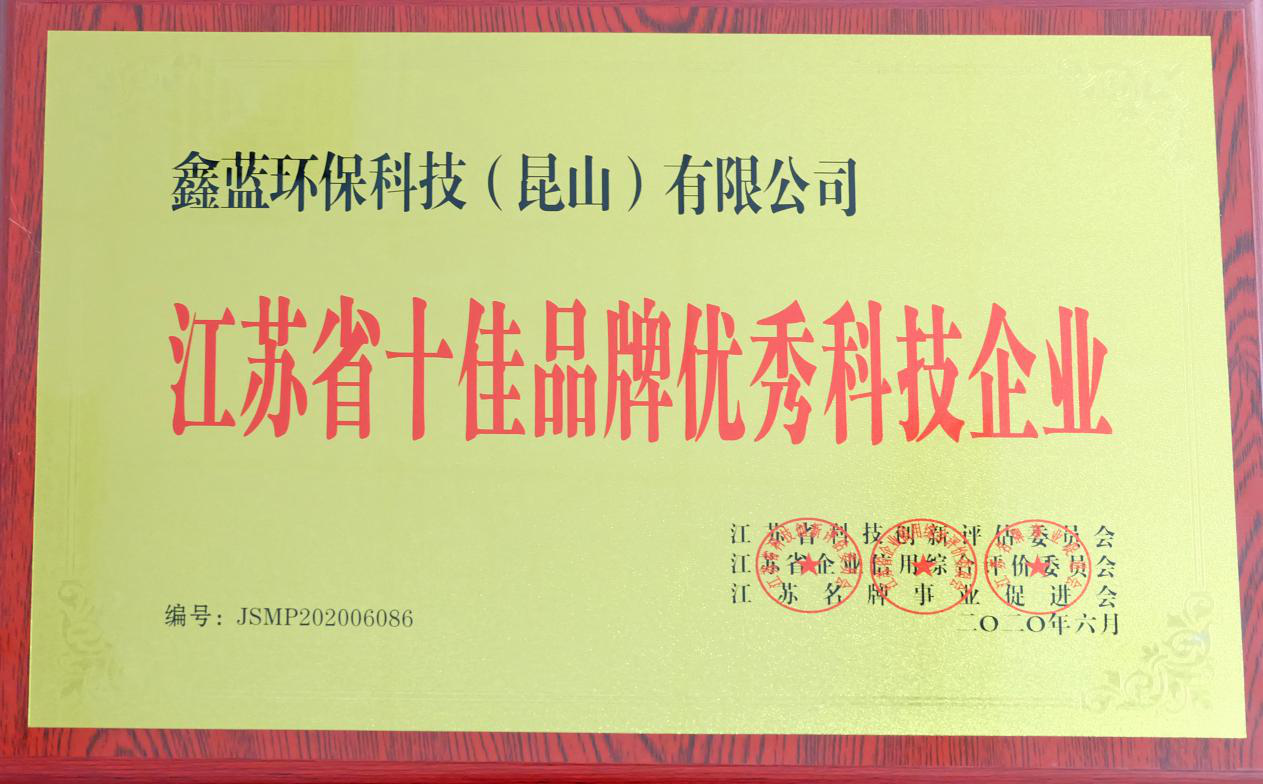 鑫蓝环保科技（昆山）有限公司
江苏省十佳品牌优秀科技企业
江苏省科技创新评估委员会
江苏省企业信用综合评价委员会
江苏名牌事业促进会
编号：JSMP202006086
二〇二〇年六月